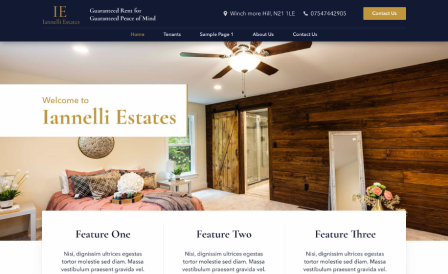 IE
Iannelli Estates
Guaranteed Rent for
Guaranteed Peace of Mind
Winch more Hill, N21 1LE
07547442905
Contact Us
Home
Tenants
Sample Page 1
About Us
Contact Us
Welcome to
Iannelli Estates
Feature One
Feature Two
Feature Three
Nisi, dignissim ultrices egestas
tortor molestie sed diam. Massa
vestibulum praesent gravida vel.
Nisi, dignissim ultrices egestas
tortor molestie sed diam. Massa
vestibulum praesent gravida vel.
Nisi, dignissim ultrices egestas
tortor molestie sed diam. Massa
vestibulum praesent gravida vel.